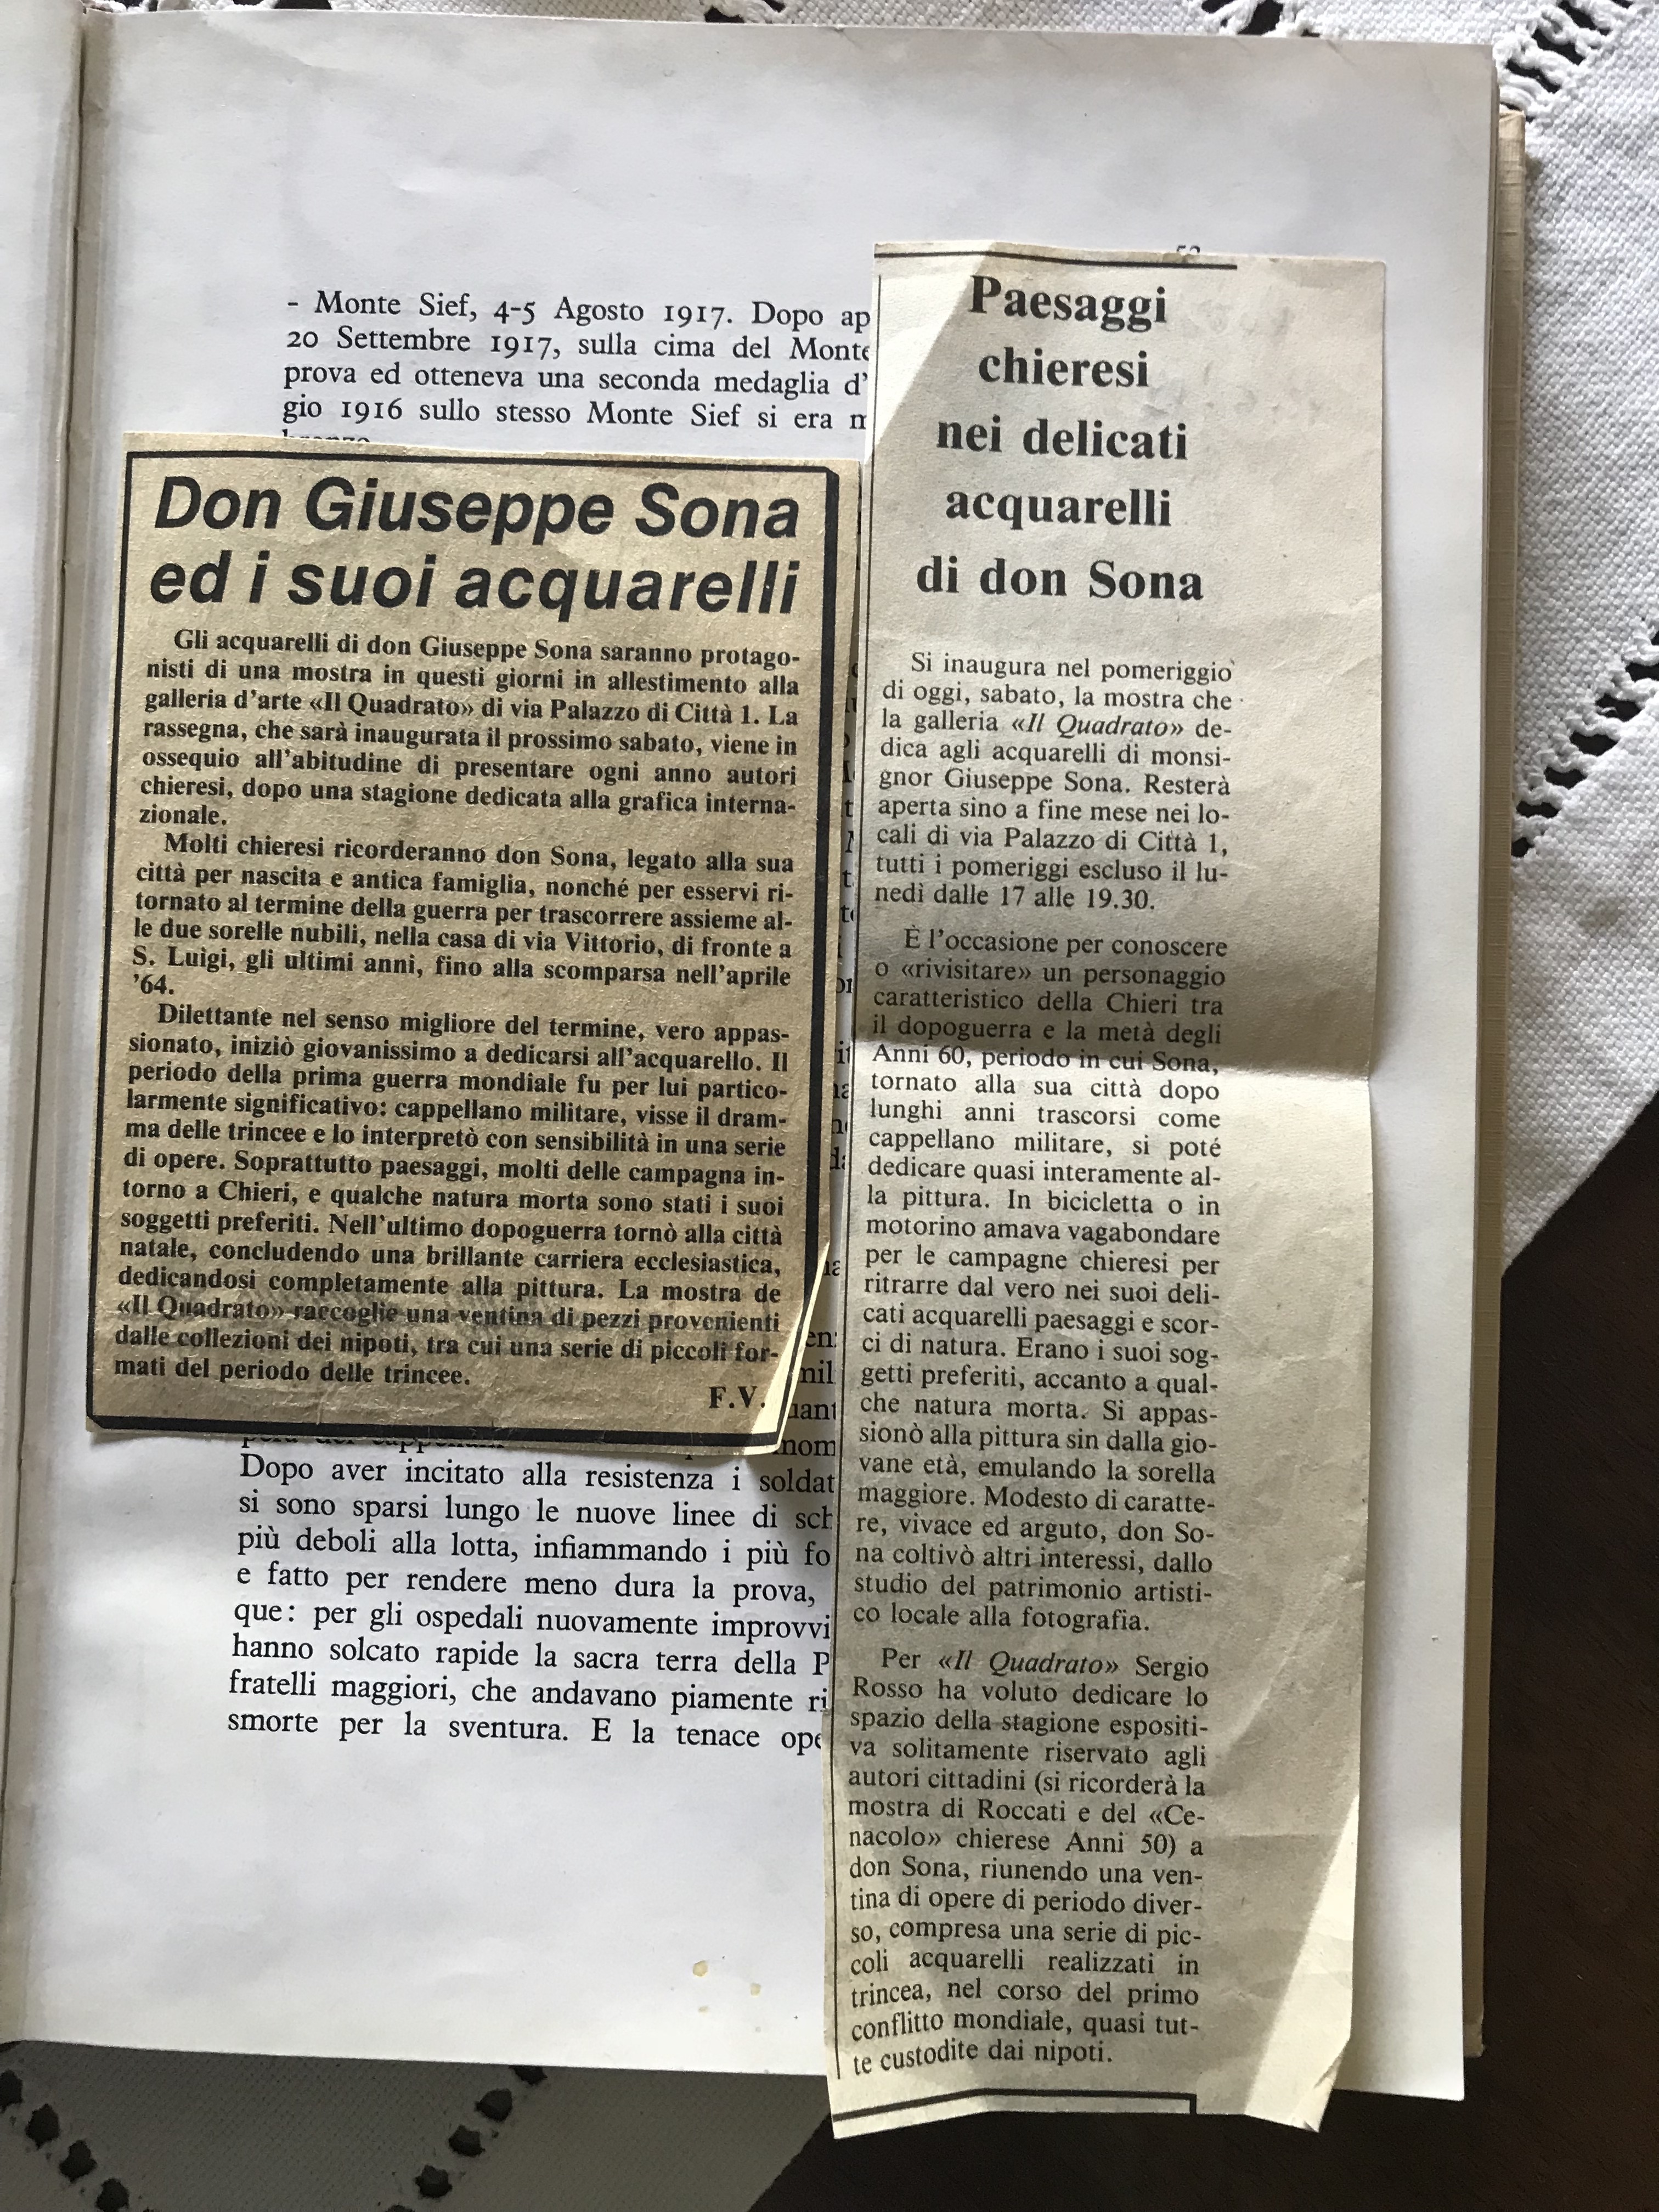 - Monte Sief, 4-5 Agosto 1917. Dopo
20 Settembre 1917, sulla cima del Monte
prova ed otteneva una seconda medaglia d'
gio 1916 sullo stesso Monte Sief si era
Don Giuseppe Sona
ed i suoi acquarelli
Gli acquarelli di don Giuseppe Sona saranno protago-
nisti di una mostra in questi giorni in allestimento alla
galleria d'arte «Il Quadrato» di via Palazzo di Città 1. La
rassegna, che sarà inaugurata il prossimo sabato, viene in
ossequio all'abitudine di presentare ogni anno autori
chieresi, dopo una stagione dedicata alla grafica interna-
zionale.
Molti chieresi ricorderanno don Sona, legato alla sua
città per nascita e antica famiglia, nonché per esservi ri-
tornato al termine della guerra per trascorrere assieme al-
le due sorelle nubili, nella casa di via Vittorio, di fronte a
S. Luigi, gli ultimi anni, fino alla scomparsa nell'aprile
'64.
Dilettante nel senso migliore del termine, vero appas-
sionato, iniziò giovanissimo a dedicarsi all'acquarello. Il
periodo della prima guerra mondiale fu per lui partico-
larmente significativo: cappellano militare, visse il dram-
ma delle trincee e lo interpretò con sensibilità in una serie
di opere. Soprattutto paesaggi, molti delle campagna in-
torno a Chieri, e qualche natura morta sono stati i suoi
soggetti preferiti. Nell'ultimo dopoguerra tornò alla città
natale, concludendo una brillante carriera ecclesiastica,
dedicandosi completamente alla pittura. La mostra de
«Il Quadrato» raccoglie una ventina di pezzi provenienti
dalle collezioni dei nipoti, tra cui una serie di piccoli for-
mati del periodo delle trincee.
F.V.
Dopo aver incitato alla resistenza i soldat
si sono sparsi lungo le nuove linee di
più deboli alla lotta, infiammando i più
e fatto per rendere meno dura la prova,
que: per gli ospedali nuovamente improvvi
hanno solcato rapide la sacra terra della P
fratelli maggiori, che andavano piamente ri
smorte per la sventura. E la tenace ope
Paesaggi
chieresi
nei delicati
acquarelli
di don Sona
Si inaugura nel pomeriggio
di oggi, sabato, la mostra che
la galleria «Il Quadrato» de-
dica agli acquarelli di monsi-
gnor Giuseppe Sona. Resterà
aperta sino a fine mese nei lo-
cali di via Palazzo di Città 1,
tutti i pomeriggi escluso il lu-
nedì dalle 17 alle 19.30.
È l'occasione per conoscere
o «rivisitare» un personaggio
caratteristico della Chieri tra
il dopoguerra e la metà degli
Anni 60, periodo in cui Sona,
tornato alla sua città dopo
lunghi anni trascorsi come
cappellano militare, si poté
dedicare quasi interamente al-
la pittura. In bicicletta o in
motorino amava vagabondare
per le campagne chieresi per
ritrarre dal vero nei suoi deli-
cati acquarelli paesaggi e scor-
ci di natura. Erano i suoi sog-
getti preferiti, accanto a qual-
che natura morta. Si appas-
sionò alla pittura sin dalla gio-
vane età, emulando la sorella
maggiore. Modesto di caratte-
re, vivace ed arguto, don So-
na coltivò altri interessi, dallo
studio del patrimonio artisti-
co locale alla fotografia.
Per «Il Quadrato» Sergio
Rosso ha voluto dedicare lo
spazio della stagione espositi-
va solitamente riservato agli
autori cittadini (si ricorderà la
mostra di Roccati e del «Ce-
nacolo» chierese Anni 50) a
don Sona, riunendo una ven-
tina di opere di periodo diver-
so, compresa una serie di pic-
coli acquarelli realizzati in
trincea, nel corso del primo
conflitto mondiale, quasi tut-
te custodite dai nipoti.